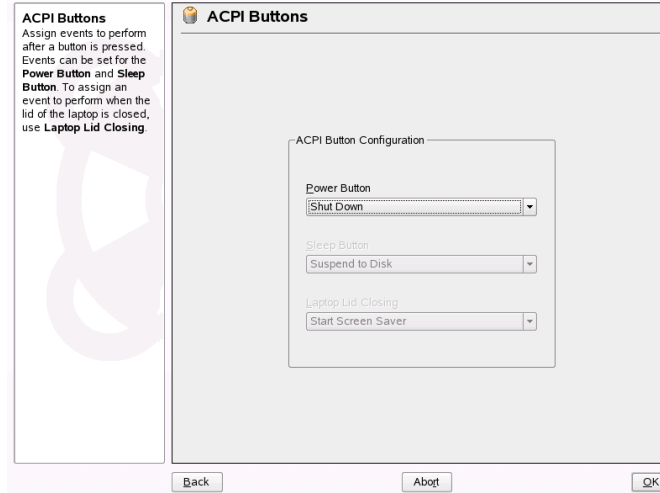 ACPI Buttons
Assign events to perform
after a button is pressed.
Events can be set for the
Power Button and Sleep
Button. To assign an
event to perform when the
lid of the laptop is closed,
use Laptop Lid Closing.
ACPI Buttons
ACPI Button Configuration
Power Button
Shut Down
Sleep Button
Suspend to Disk
Laptop Lid Closing
Start Screen Saver
Back
Abort
OK